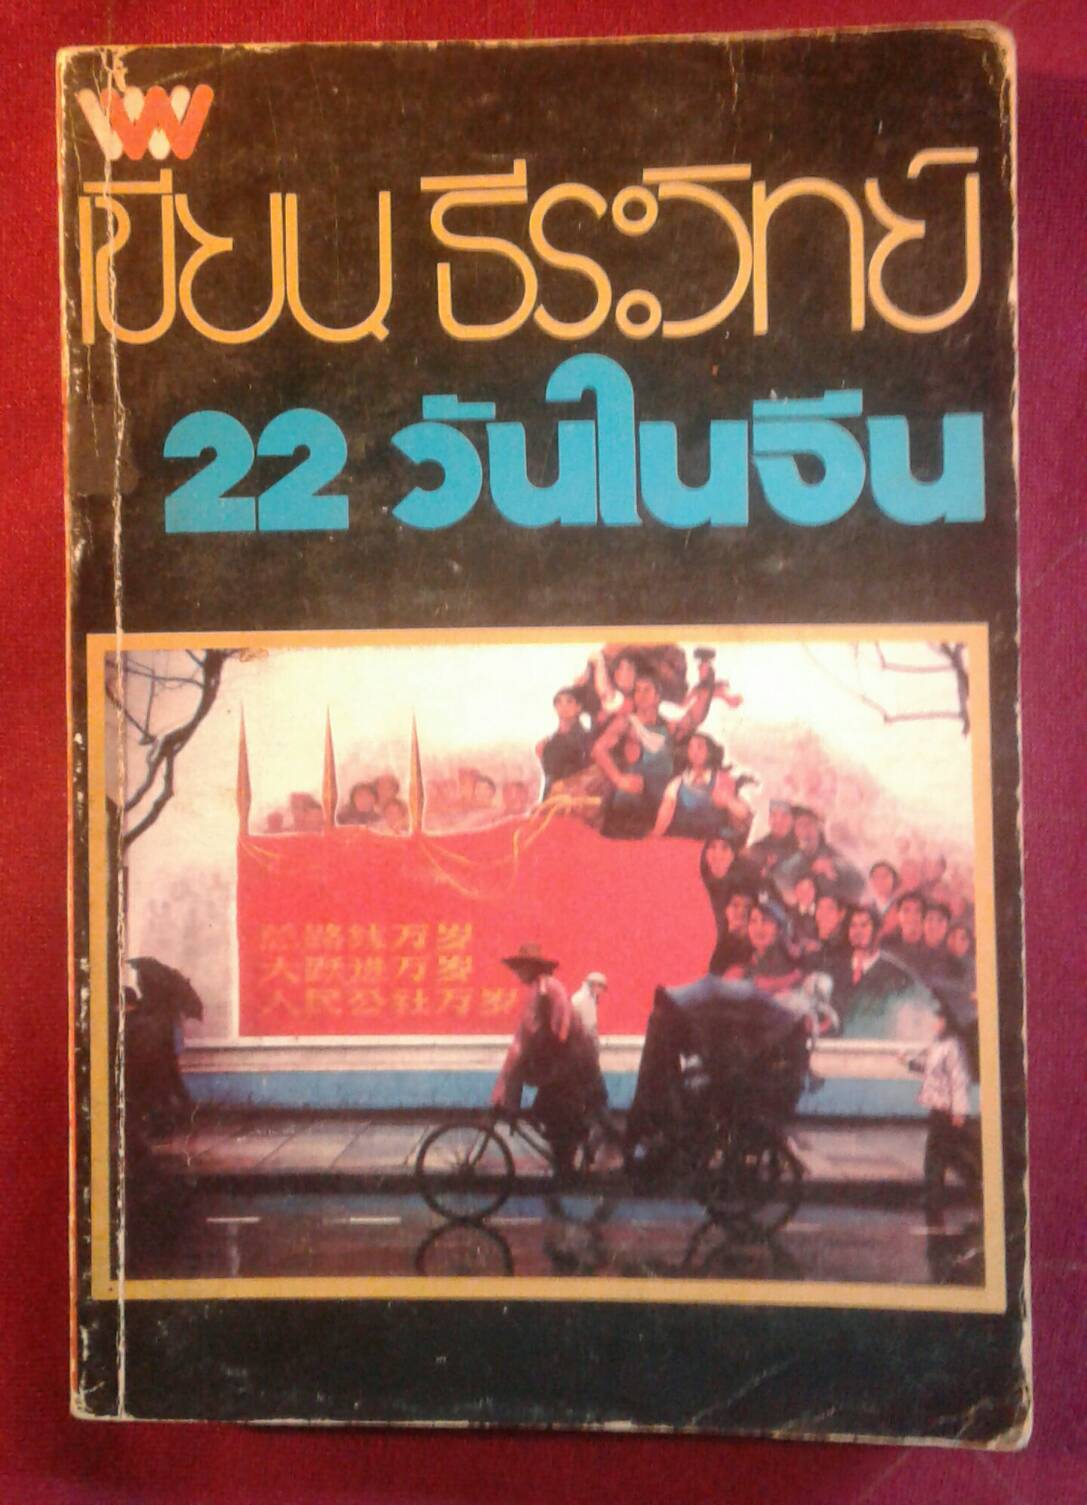 เขียน ธีระวิทย์
22 วันในจีน
总路线万岁
大跃进万岁
人民公社万岁